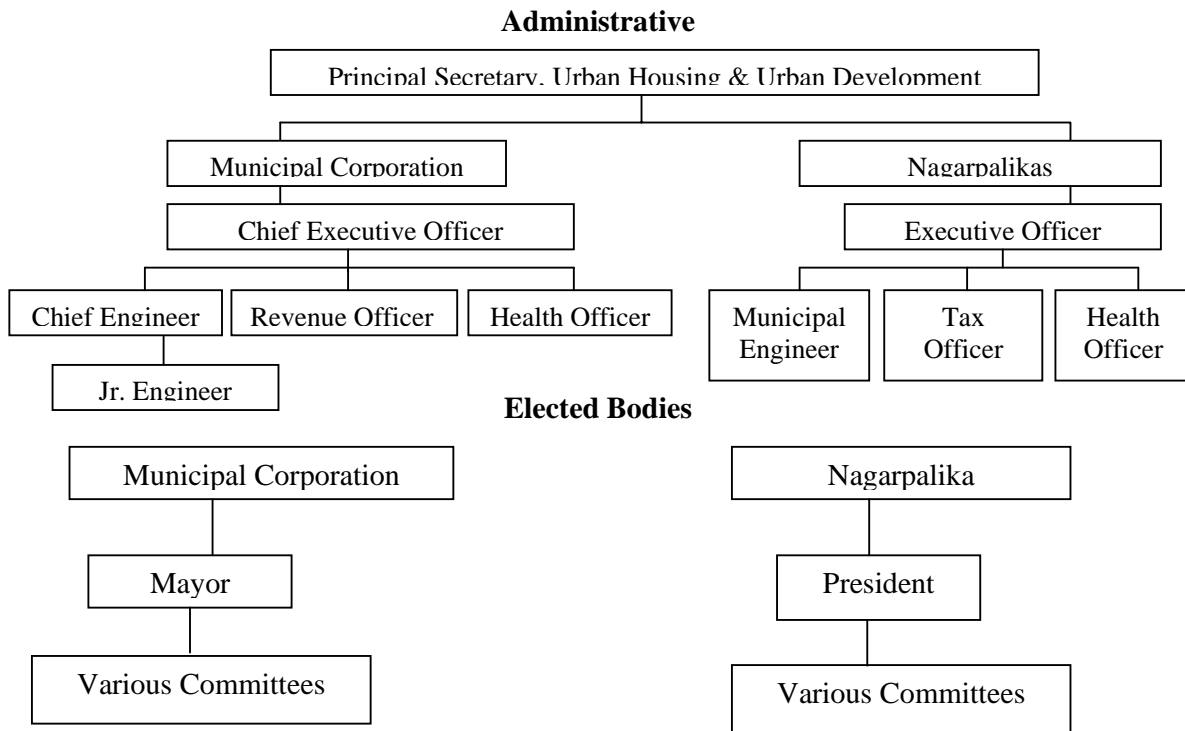 Administrative
Principal Secretary, Urban Housing & Urban Development
Municipal Corporation
Nagarpalikas
Chief Executive Officer
Executive Officer
Chief Engineer
Revenue Officer
Health Officer
Municipal
Engineer
Tax
Officer
Health
Officer
Jr. Engineer
Elected Bodies
Municipal Corporation
Nagarpalika
Mayor
President
Various Committees
Various Committees